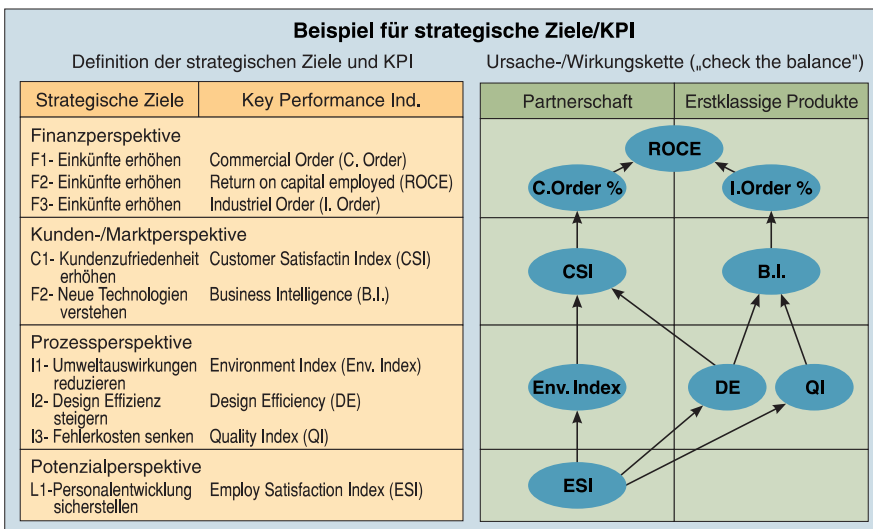 Beispiel für strategische Ziele/KPI
Definition der strategischen Ziele und KPI
Strategische Ziele Key Performance Ind.
Finanzperspektive
F1- Einkünfte erhöhen Commercial Order (C. Order)
F2- Einkünfte erhöhen Return on capital employed (ROCE)
F3- Einkünfte erhöhen Industriel Order (I. Order)
Kunden-/Marktperspektive
C1- Kundenzufriedenheit Customer Satisfactin Index (CSI)
erhöhen
F2- Neue Technologien Business Intelligence (B.I.)
verstehen
Prozessperspektive
I1- Umweltauswirkungen Environment Index (Env. Index)
reduzieren
I2- Design Effizienz Design Efficiency (DE)
steigern
I3- Fehlerkosten senken Quality Index (QI)
Potenzialperspektive
L1-Personalentwicklung Employ Satisfaction Index (ESI)
sicherstellen
Ursache-/Wirkungskette („check the balance")
Partnerschaft Erstklassige Produkte
ROCE
C.Order % I.Order %
CSI B.I.
Env. Index DE QI
ESI